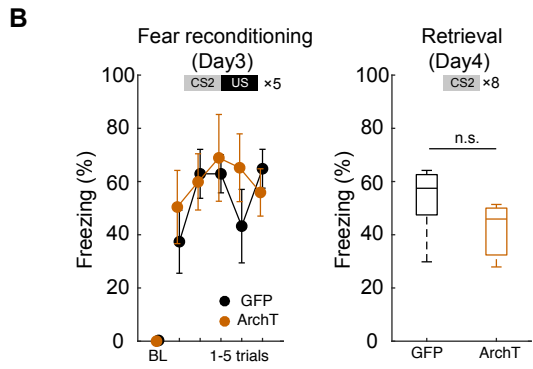 B
Fear reconditioning
(Day3)
CS2 US ×5
Freezing (%)
100
80
60
40
20
0
GFP
ArchT
BL 1-5 trials
Retrieval
(Day4)
CS2 ×8
Freezing (%)
100
80
60
40
20
0
n.s.
GFP ArchT